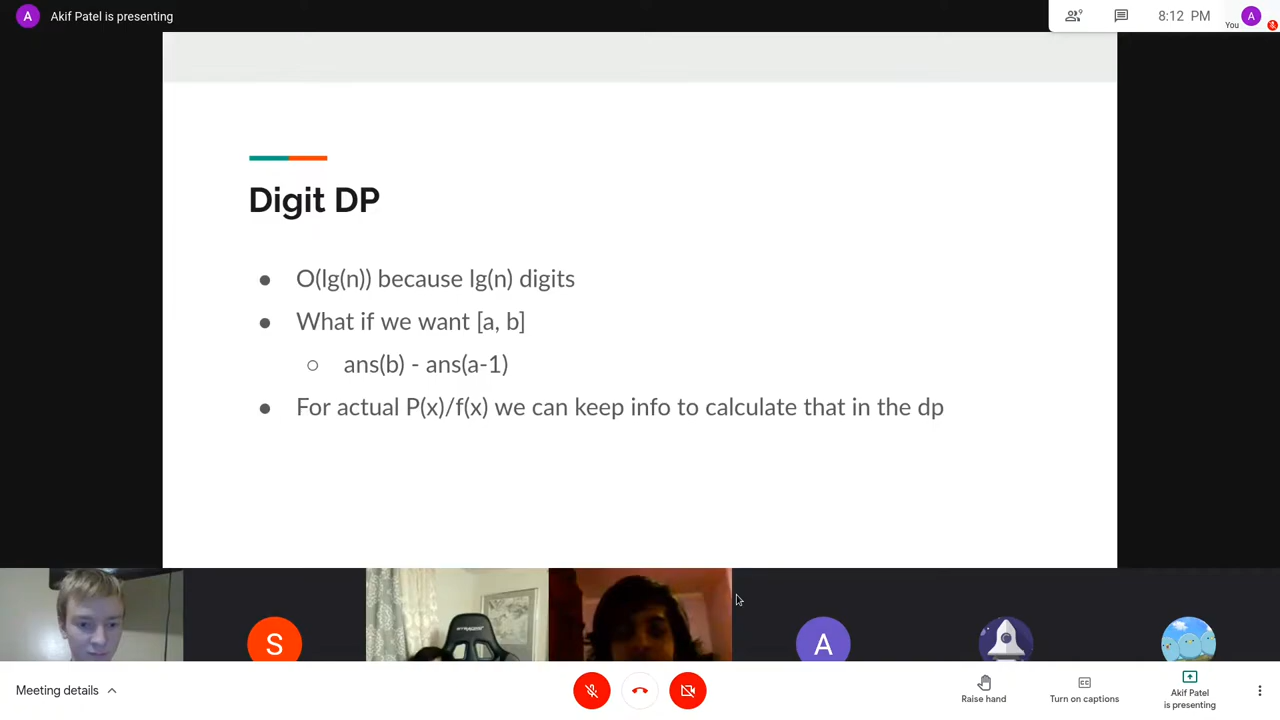 A Akif Patel is presenting
9 8:12 PM A
You
Digit DP
O(lg(n)) because lg(n) digits
What if we want [a, b]
ans(b) - ans(a-1)
For actual P(x)/f(x) we can keep info to calculate that in the dp
S A
Meeting details
Raise hand
CC
Turn on captions
Akif Patel
is presenting